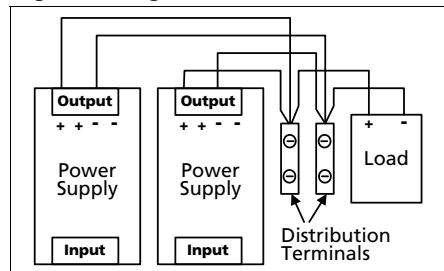 Output
+ + - -
Power
Supply
Input
Output
+ + - -
Power
Supply
Input
+ -
Load
Distribution
Terminals